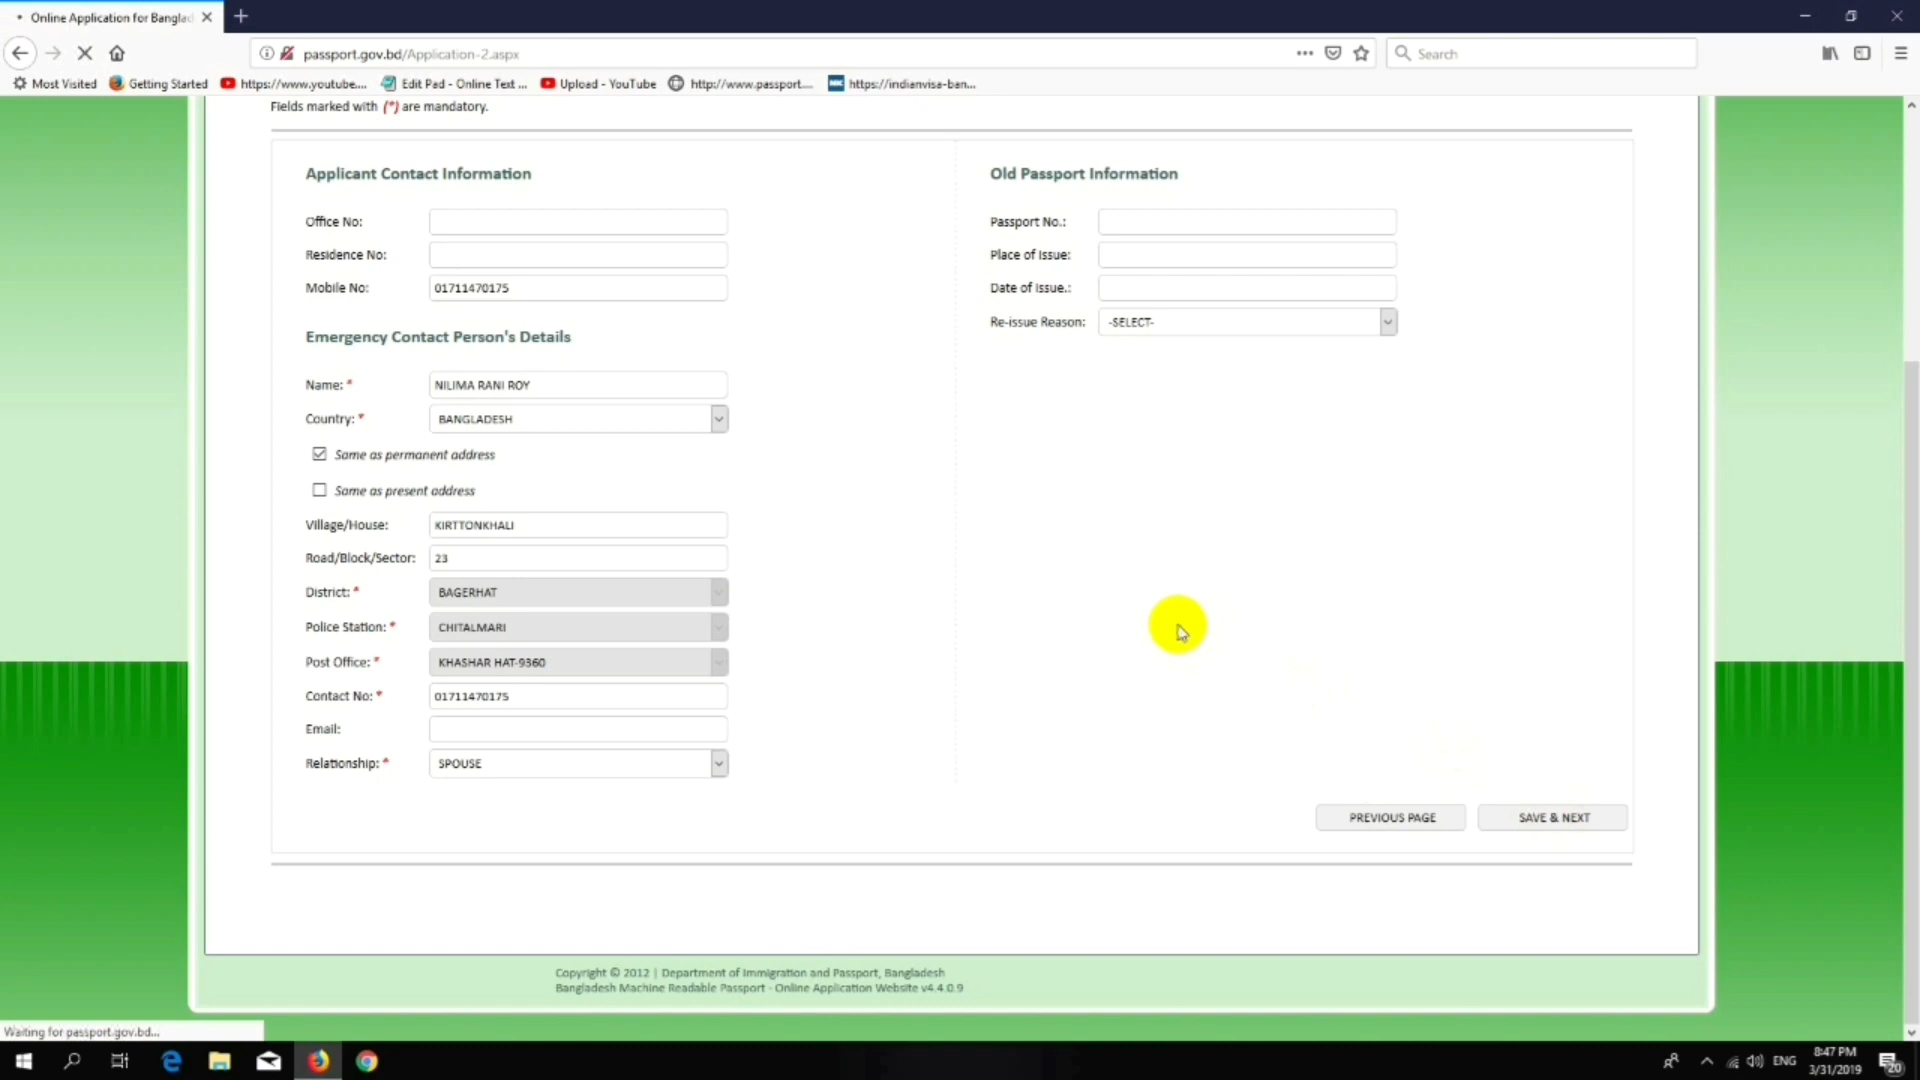 Online Application for Banglad
passport.gov.bd/Application-2.aspx
Search
Most Visited
Getting Started
https://www.youtube....
Edit Pad - Online Text ...
Upload - YouTube
http://www.passport....
https://indianvisa-ban...
Fields marked with (*) are mandatory.
Applicant Contact Information
Office No:
Residence No:
Mobile No: 01711470175
Emergency Contact Person's Details
Name: * NILIMA RANI ROY
Country: * BANGLADESH
Same as permanent address
Same as present address
Village/House: KIRTTONKHALI
Road/Block/Sector: 23
District: * BAGERHAT
Police Station: * CHITALMARI
Post Office: * KHASHAR HAT-9360
Contact No: * 01711470175
Email:
Relationship: * SPOUSE
Old Passport Information
Passport No.:
Place of Issue:
Date of Issue.:
Re-issue Reason: -SELECT-
PREVIOUS PAGE
SAVE & NEXT
Copyright © 2012 | Department of Immigration and Passport, Bangladesh
Bangladesh Machine Readable Passport - Online Application Website v4.4.0.9
Waiting for passport.gov.bd...
ENG
8:47 PM
3/31/2019
20